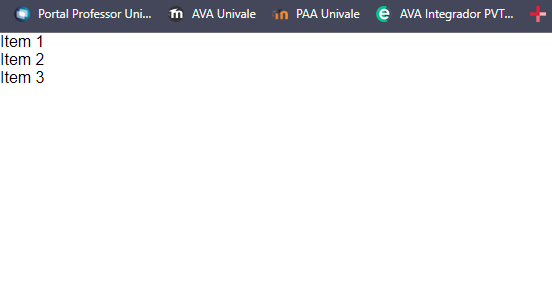 Portal Professor Uni... AVA Univale PAA Univale AVA Integrador PVT...
Item 1
Item 2
Item 3